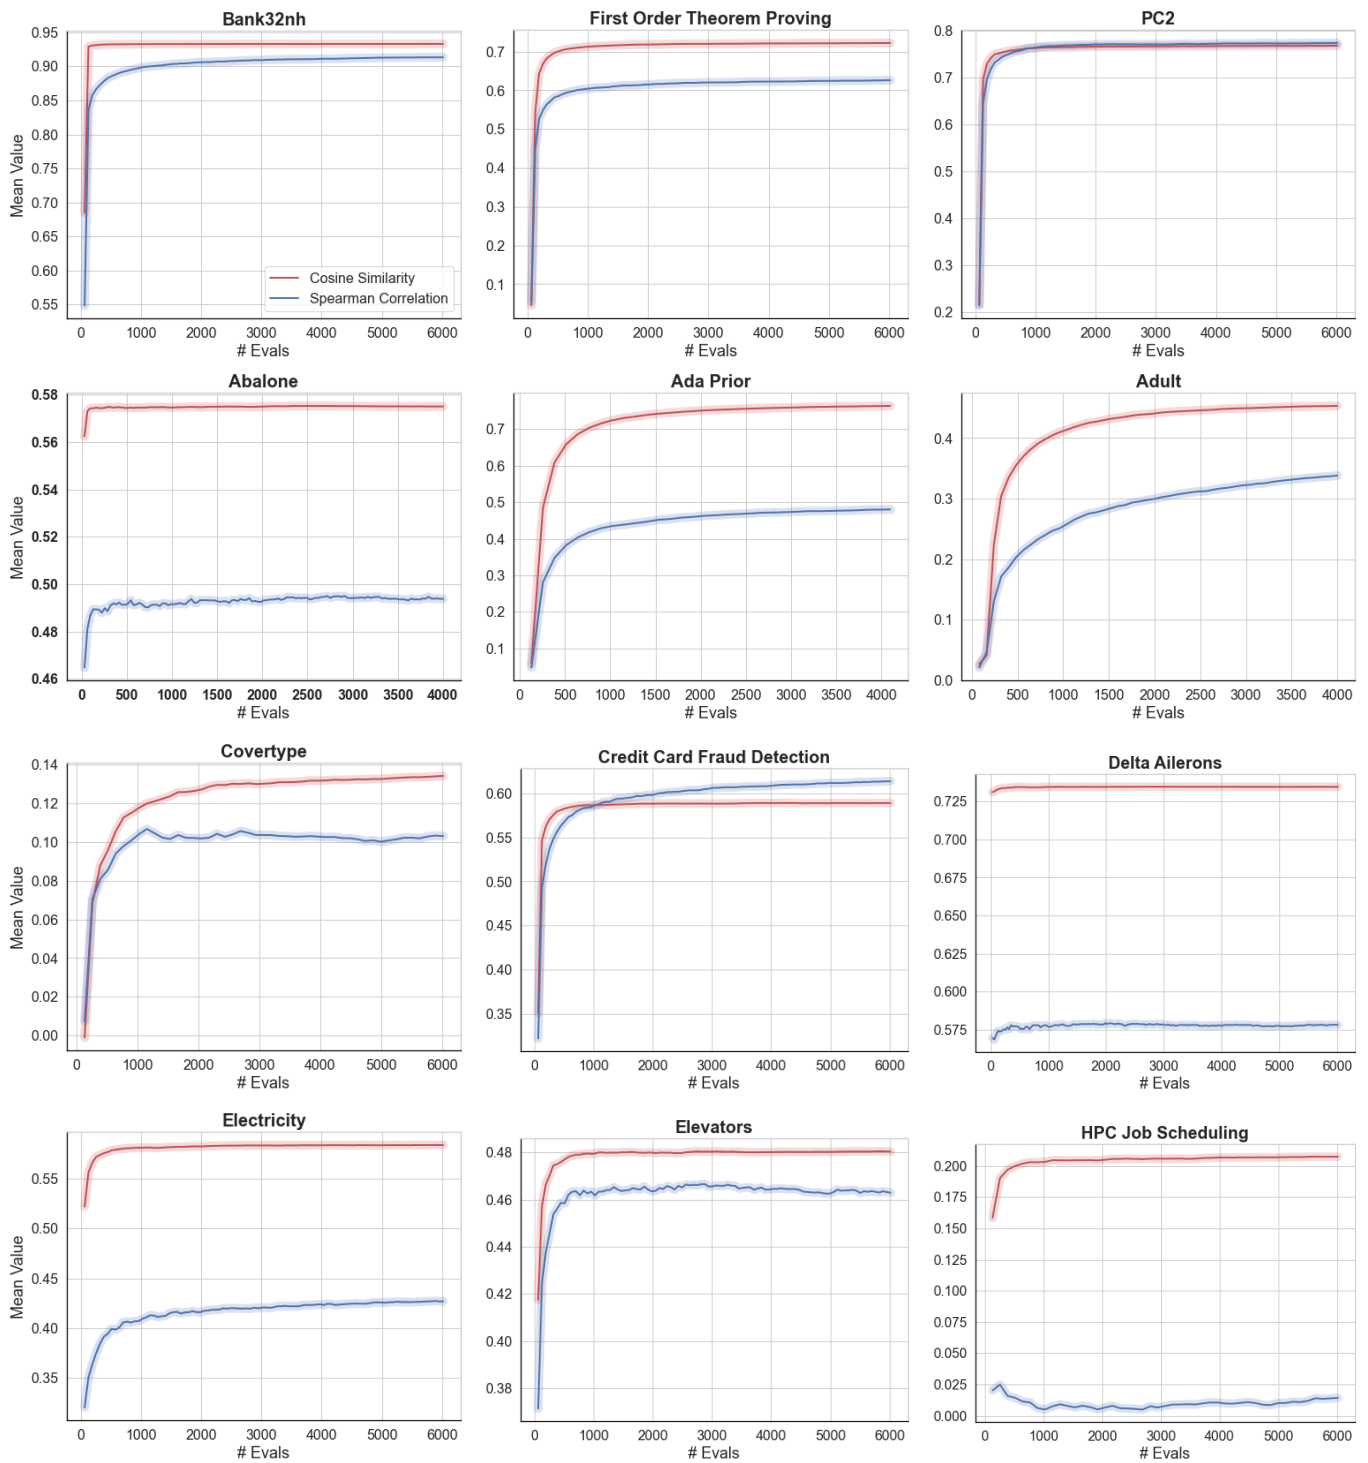 Bank32nh
Mean Value
0.95
0.90
0.85
0.80
0.75
0.70
0.65
0.60
0.55
Cosine Similarity
Spearman Correlation
0 1000 2000 3000 4000 5000 6000
# Evals
First Order Theorem Proving
0.7
0.6
0.5
0.4
0.3
0.2
0.1
0 1000 2000 3000 4000 5000 6000
# Evals
PC2
0.8
0.7
0.6
0.5
0.4
0.3
0.2
0 1000 2000 3000 4000 5000 6000
# Evals
Abalone
Mean Value
0.58
0.56
0.54
0.52
0.50
0.48
0.46
0 500 1000 1500 2000 2500 3000 3500 4000
# Evals
Ada Prior
0.7
0.6
0.5
0.4
0.3
0.2
0.1
0 500 1000 1500 2000 2500 3000 3500 4000
# Evals
Adult
0.4
0.3
0.2
0.1
0.0
0 500 1000 1500 2000 2500 3000 3500 4000
# Evals
Covertype
Mean Value
0.14
0.12
0.10
0.08
0.06
0.04
0.02
0.00
0 1000 2000 3000 4000 5000 6000
# Evals
Credit Card Fraud Detection
0.60
0.55
0.50
0.45
0.40
0.35
0 1000 2000 3000 4000 5000 6000
# Evals
Delta Ailerons
0.725
0.700
0.675
0.650
0.625
0.600
0.575
0 1000 2000 3000 4000 5000 6000
# Evals
Electricity
Mean Value
0.55
0.50
0.45
0.40
0.35
0 1000 2000 3000 4000 5000 6000
# Evals
Elevators
0.48
0.46
0.44
0.42
0.40
0.38
0 1000 2000 3000 4000 5000 6000
# Evals
HPC Job Scheduling
0.200
0.175
0.150
0.125
0.100
0.075
0.050
0.025
0.000
0 1000 2000 3000 4000 5000 6000
# Evals